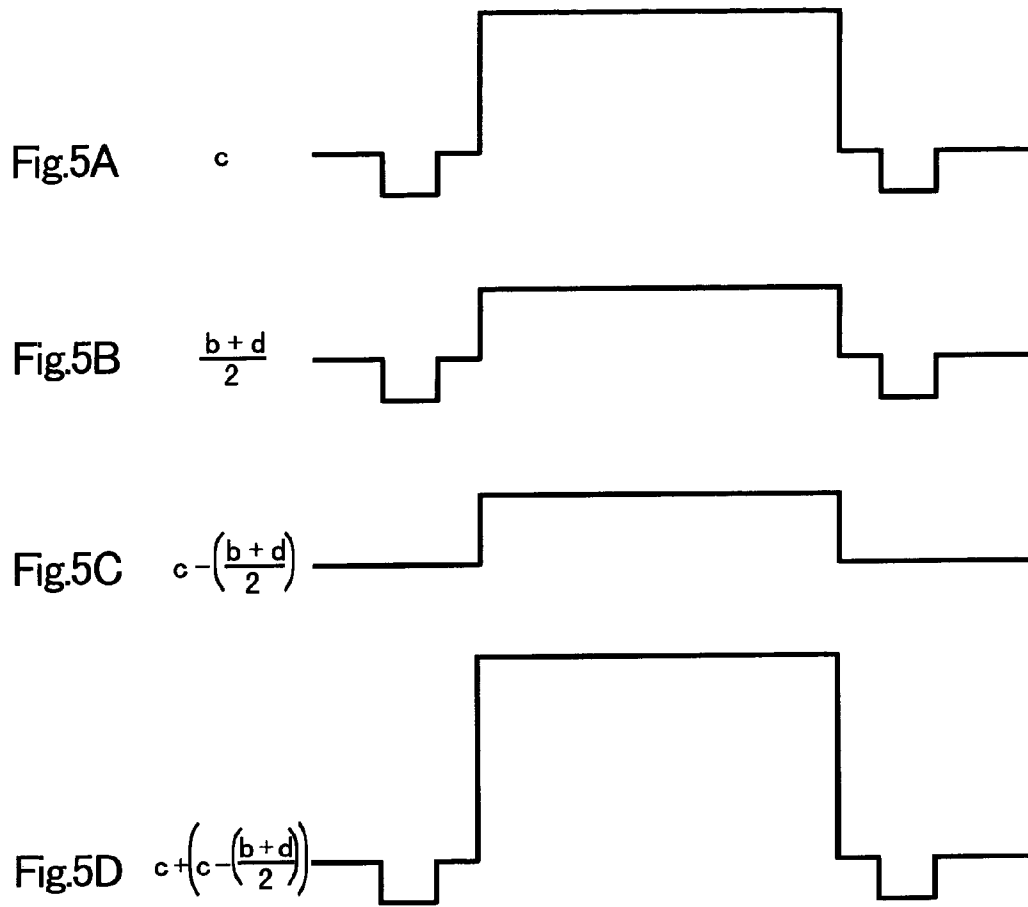 Fig.5A c
Fig.5B b + d / 2
Fig.5C c - ( b + d / 2 )
Fig.5D c + ( c - ( b + d / 2 ) )